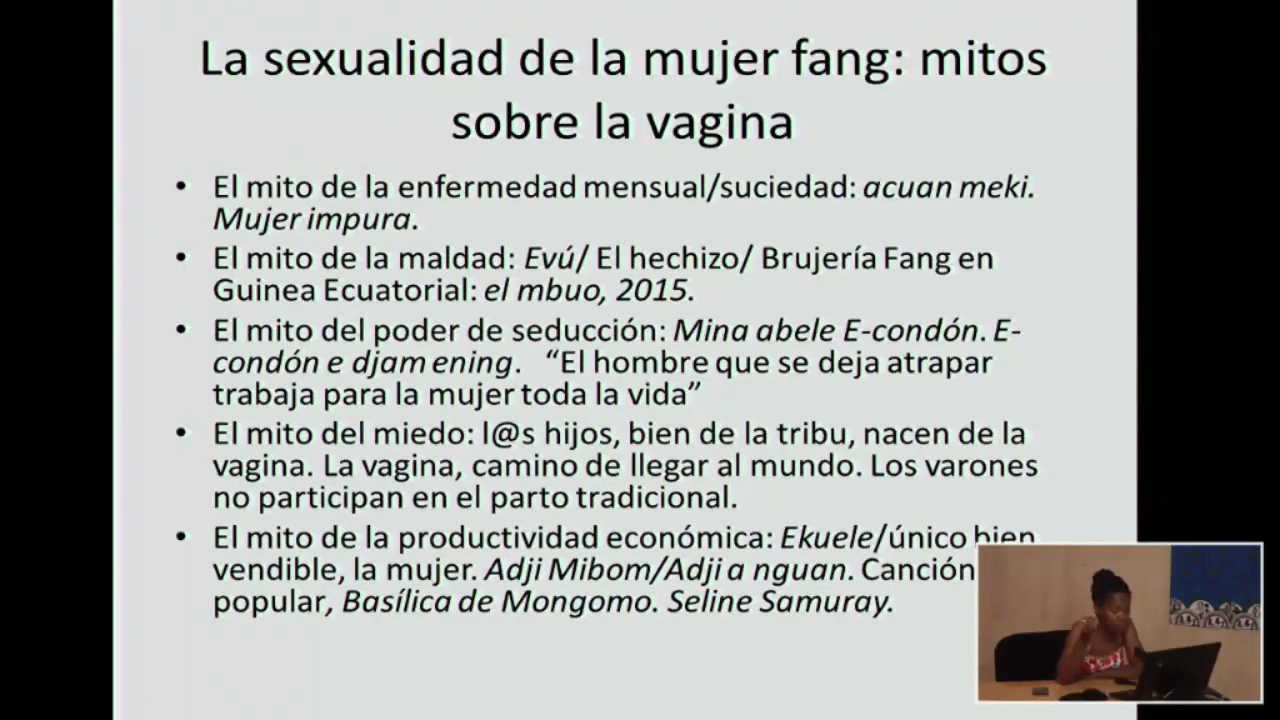 La sexualidad de la mujer fang: mitos
sobre la vagina
• El mito de la enfermedad mensual/suciedad: acuan meki.
Mujer impura.
• El mito de la maldad: Evú/ El hechizo/ Brujería Fang en
Guinea Ecuatorial: el mbuo, 2015.
• El mito del poder de seducción: Mina abele E-condón. E-
condón e djam ening. “El hombre que se deja atrapar
trabaja para la mujer toda la vida”
• El mito del miedo: l@s hijos, bien de la tribu, nacen de la
vagina. La vagina, camino de llegar al mundo. Los varones
no participan en el parto tradicional.
• El mito de la productividad económica: Ekuele/único bien
vendible, la mujer. Adji Mibom/Adji a nguan. Canción
popular, Basílica de Mongomo. Seline Samuray.